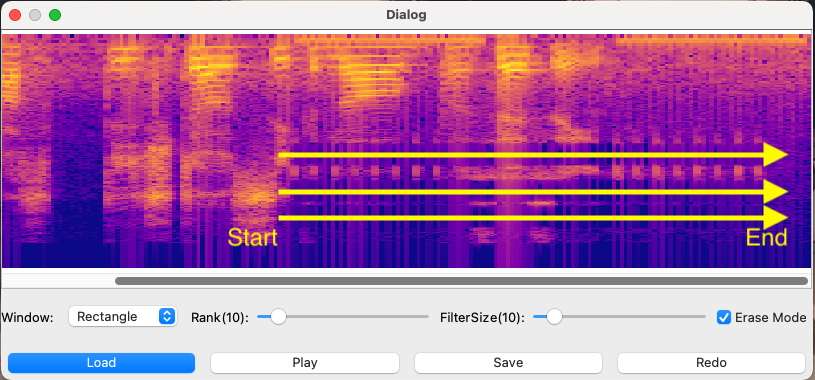 Dialog
Start End
Window: Rectangle Rank(10): FilterSize(10): Erase Mode
Load Play Save Redo